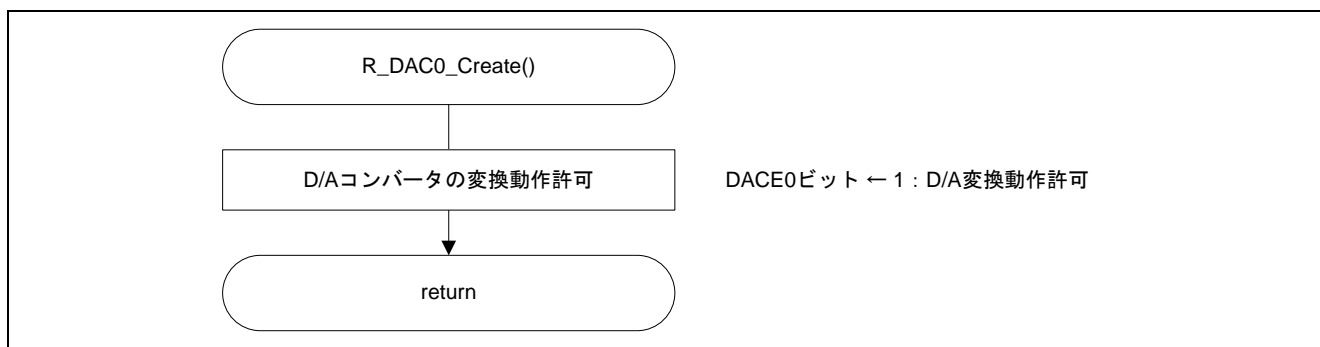 R_DAC0_Create()
D/Aコンバータの変換動作許可
DACE0ビット ← 1：D/A変換動作許可
return